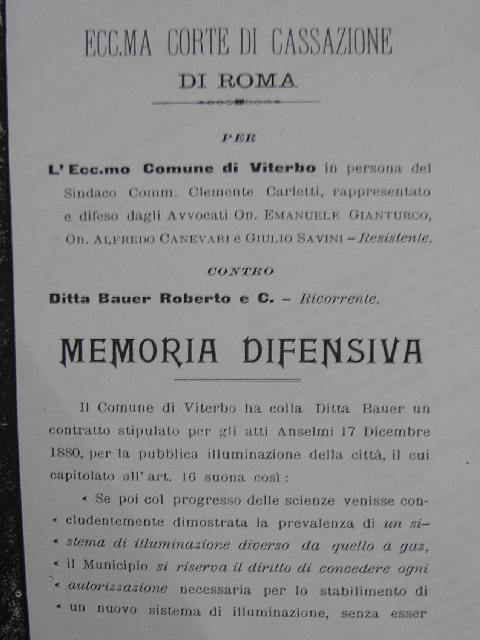 ECC.MA CORTE DI CASSAZIONE
DI ROMA
PER
L'Ecc.mo Comune di Viterbo in persona del
Sindaco Comm. Clemente Carletti, rappresentato
e difeso dagli Avvocati On. EMANUELE GIANTURCO,
On. ALFREDO CANEVARI e GIULIO SAVINI – Resistente.
CONTRO
Ditta Bauer Roberto e C. – Ricorrente.
MEMORIA DIFENSIVA
Il Comune di Viterbo ha colla Ditta Bauer un
contratto stipulato per gli atti Anselmi 17 Dicembre
1880, per la pubblica illuminazione della città, il cui
capitolato all'art. 16 suona così:
« Se poi col progresso delle scienze venisse con-
« cludentemente dimostrata la prevalenza di un si-
« stema di illuminazione diverso da quello a gaz,
« il Municipio si riserva il diritto di concedere ogni
« autorizzazione necessaria per lo stabilimento di
« un nuovo sistema di illuminazione, senza esser